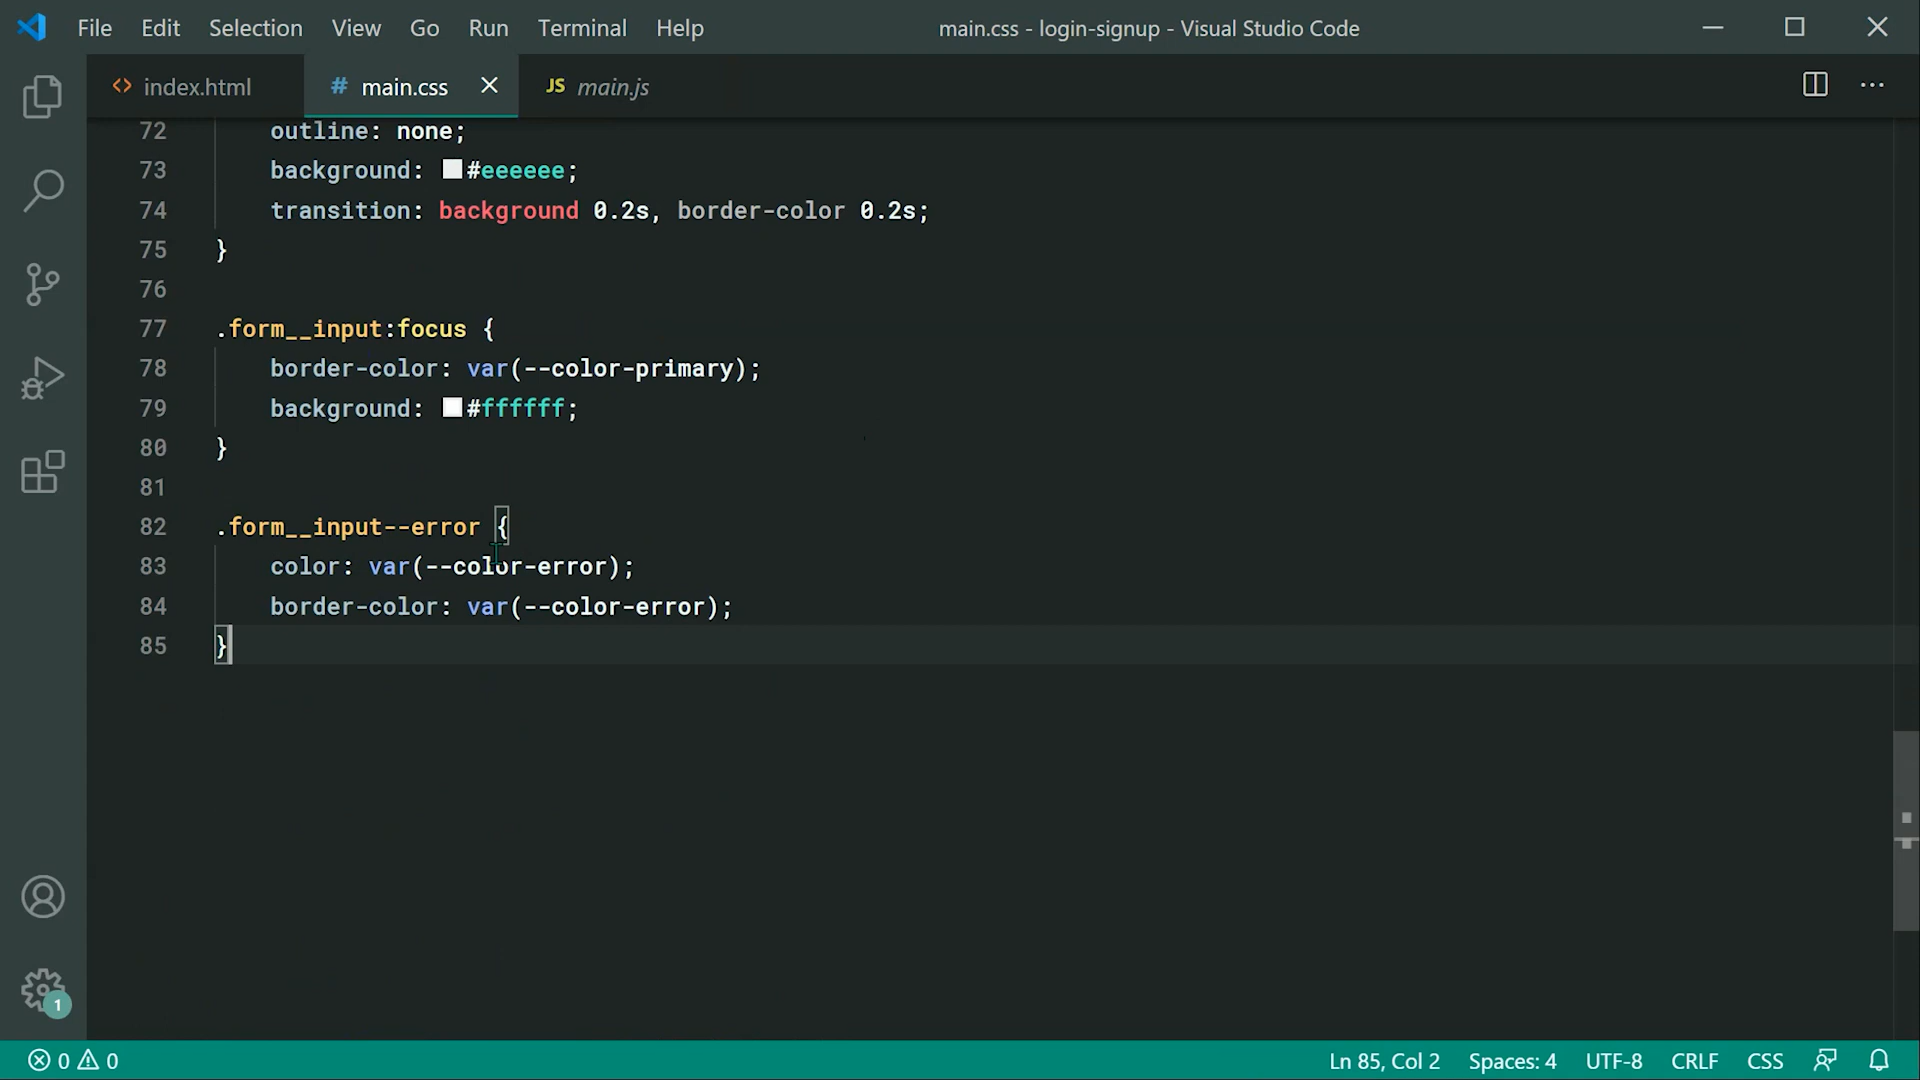 File Edit Selection View Go Run Terminal Help main.css - login-signup - Visual Studio Code
<> index.html # main.css JS main.js
72 outline: none;
73 background: #eeeeee;
74 transition: background 0.2s, border-color 0.2s;
75 }
76
77 .form__input:focus {
78 border-color: var(--color-primary);
79 background: #ffffff;
80 }
81
82 .form__input--error {
83 color: var(--color-error);
84 border-color: var(--color-error);
85 }
1
0 0 Ln 85, Col 2 Spaces: 4 UTF-8 CRLF CSS